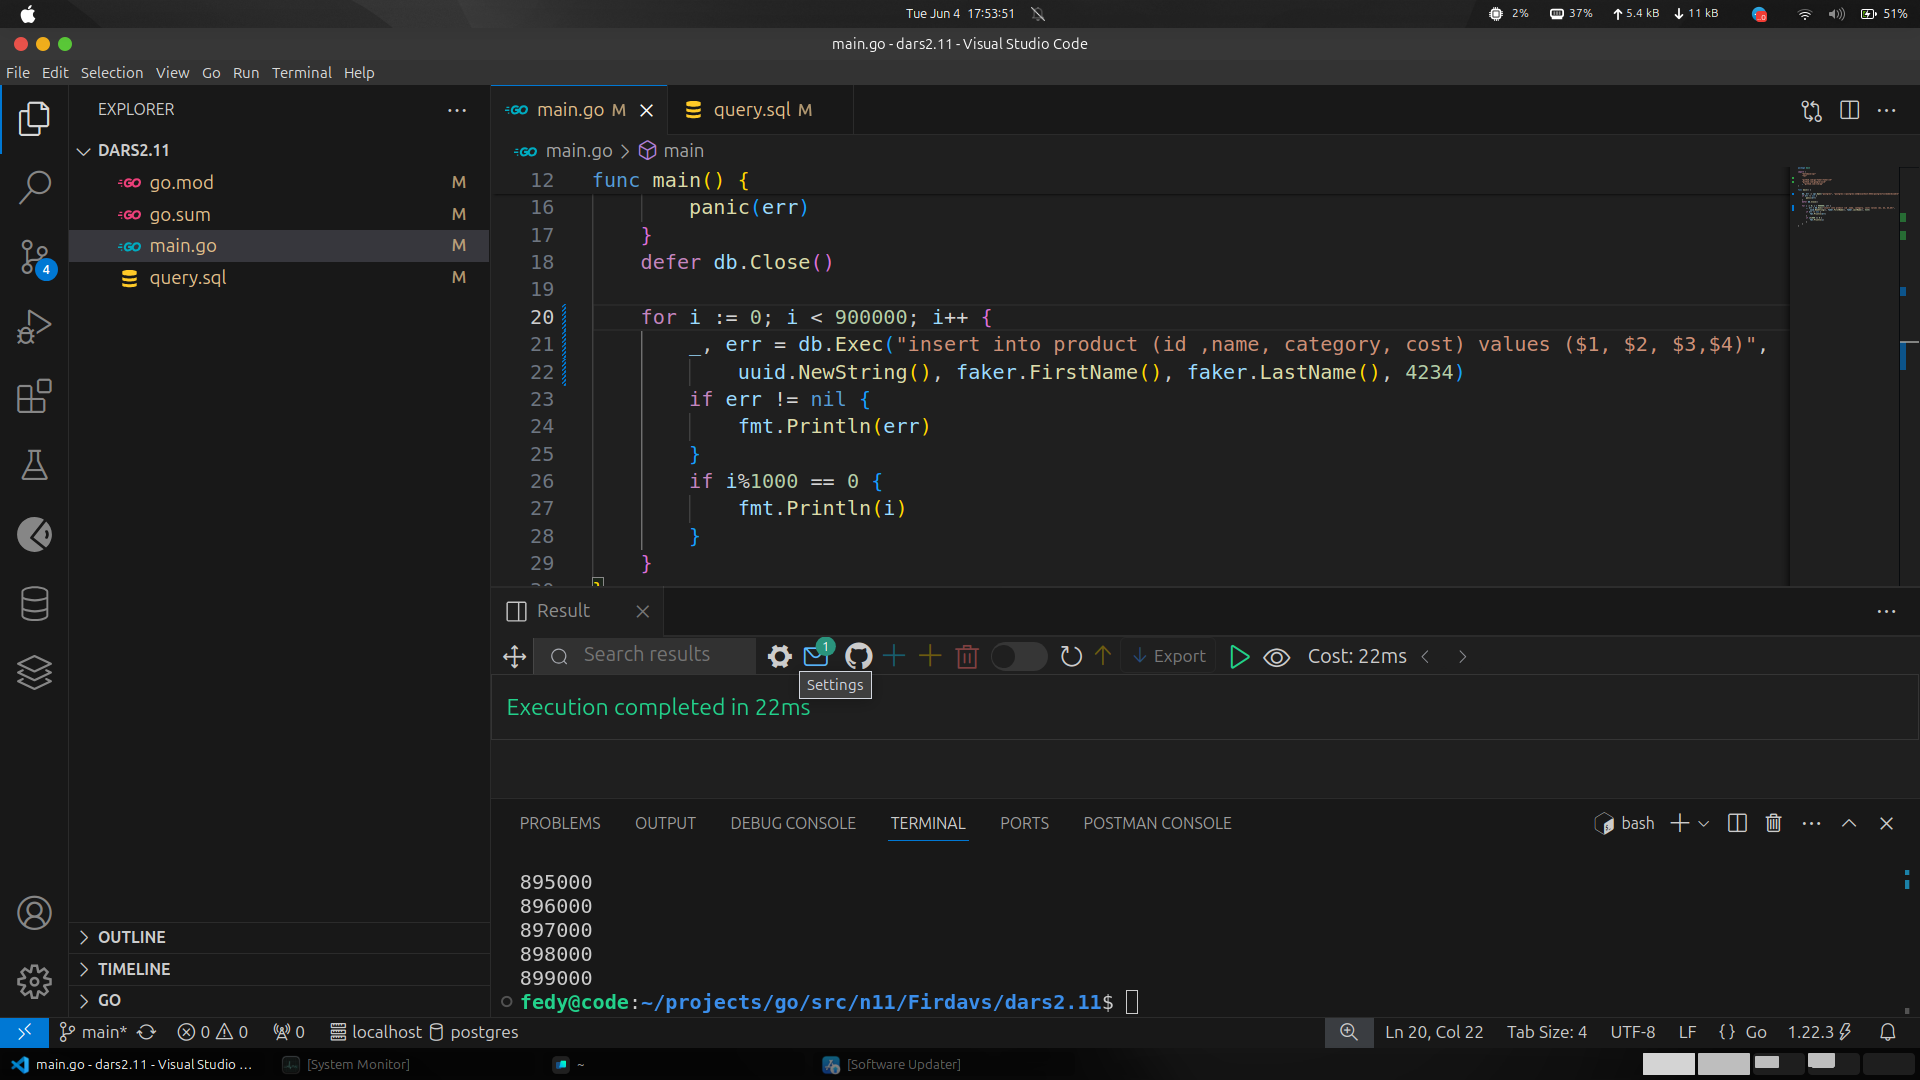 Tue Jun 4 17:53:51
2%
37%
5.4 kB
11 kB
51%
main.go - dars2.11 - Visual Studio Code
File Edit Selection View Go Run Terminal Help
EXPLORER
DARS2.11
go.mod M
go.sum M
main.go M
query.sql M
4
OUTLINE
TIMELINE
GO
main.go M
query.sql M
main.go > main
12 func main() {
16 panic(err)
17 }
18 defer db.Close()
19
20 for i := 0; i < 900000; i++ {
21 _, err = db.Exec("insert into product (id ,name, category, cost) values ($1, $2, $3,$4)",
22 uuid.NewString(), faker.FirstName(), faker.LastName(), 4234)
23 if err != nil {
24 fmt.Println(err)
25 }
26 if i%1000 == 0 {
27 fmt.Println(i)
28 }
29 }
Result
Search results
1
Export
Cost: 22ms
Settings
Execution completed in 22ms
PROBLEMS OUTPUT DEBUG CONSOLE TERMINAL PORTS POSTMAN CONSOLE
bash
895000
896000
897000
898000
899000
fedy@code:~/projects/go/src/n11/Firdavs/dars2.11$
main* 0 0 0 localhost postgres
Ln 20, Col 22 Tab Size: 4 UTF-8 LF {} Go 1.22.3
main.go - dars2.11 - Visual Studio ...
[System Monitor]
~
[Software Updater]